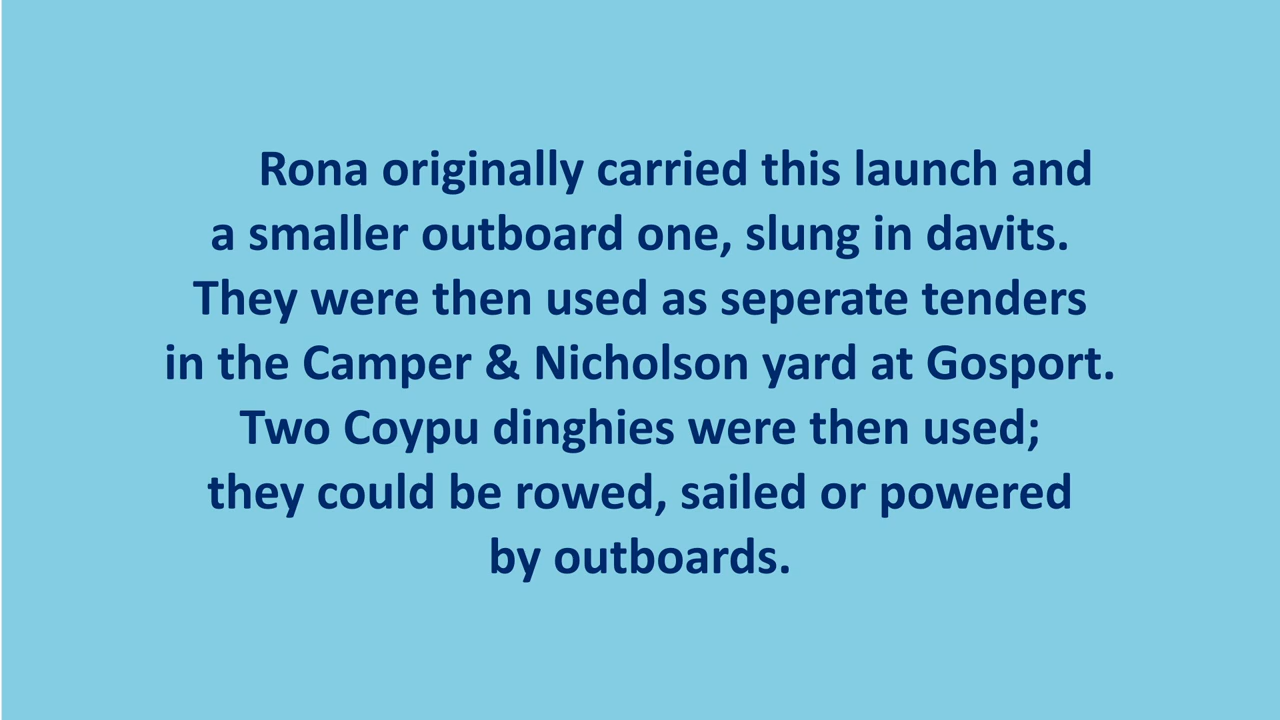 Rona originally carried this launch and
a smaller outboard one, slung in davits.
They were then used as seperate tenders
in the Camper & Nicholson yard at Gosport.
Two Coypu dinghies were then used;
they could be rowed, sailed or powered
by outboards.